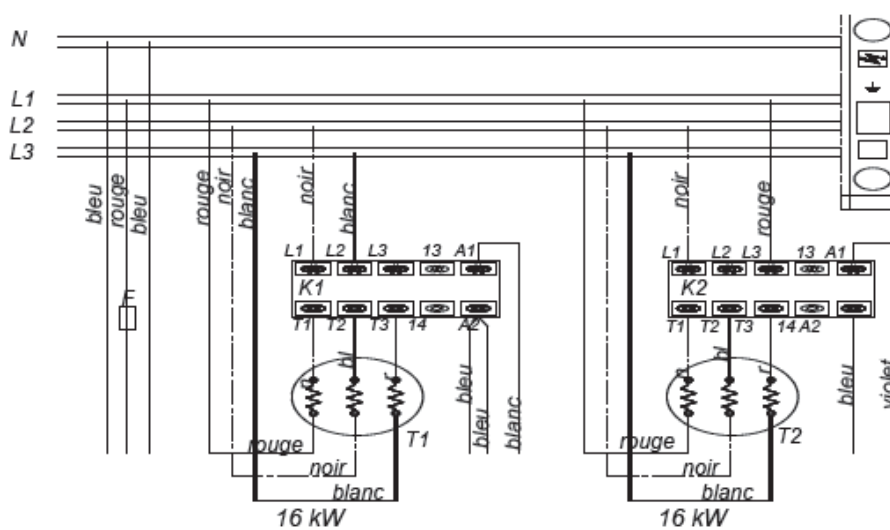 N
L1
L2
L3
bleu
rouge
bleu
rouge
noir
blanc
noir
blanc
noir
rouge
L1 L2 L3 13 A1
K1
T1 T2 T3 14 A2
L1 L2 L3 13 A1
K2
T1 T2 T3 14 A2
F
n
bl
r
T1
bleu
bleu
blanc
n
bl
r
T2
bleu
violet
rouge
noir
blanc
16 kW
rouge
noir
blanc
16 kW